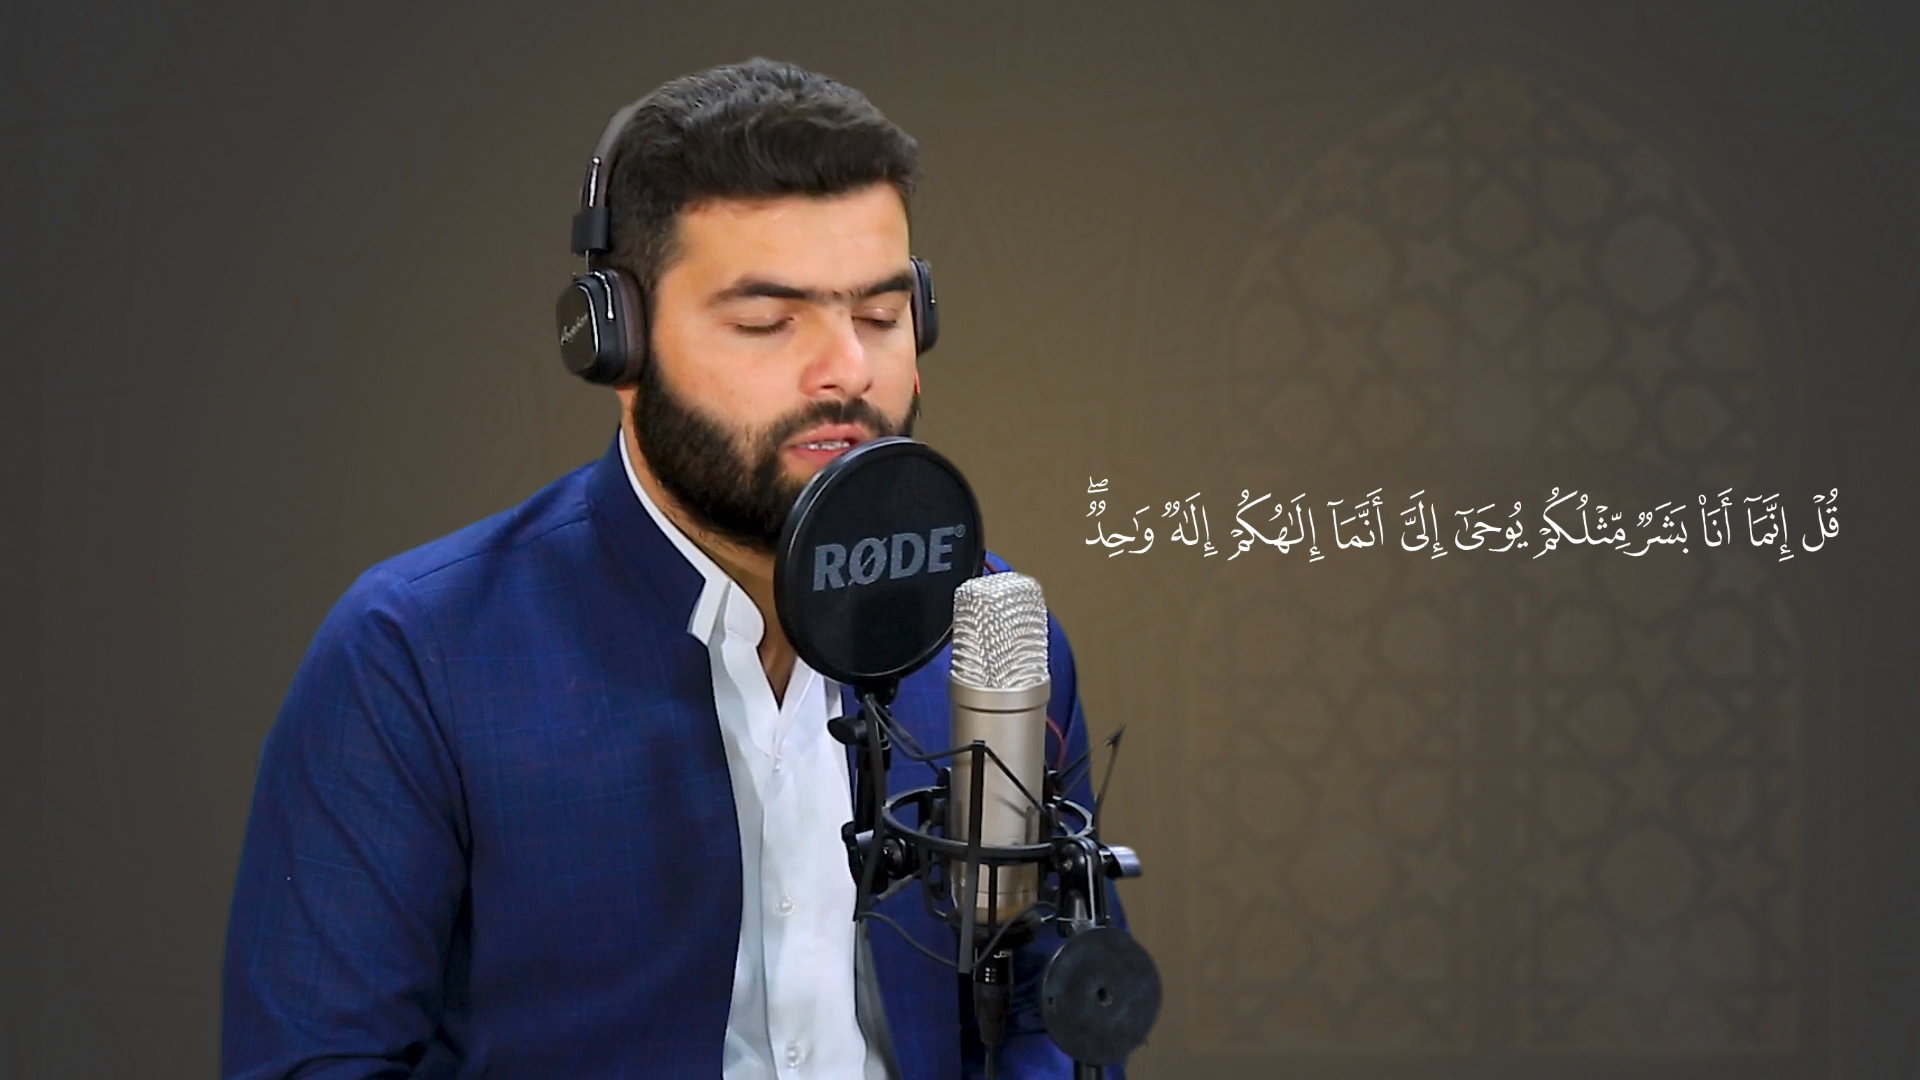 قُلۡ إِنَّمَآ أَنَا۠ بَشَرٞ مِّثۡلُكُمۡ يُوحَىٰٓ إِلَيَّ أَنَّمَآ إِلَٰهُكُمۡ إِلَٰهٞ وَٰحِدٞۖ
RØDE®